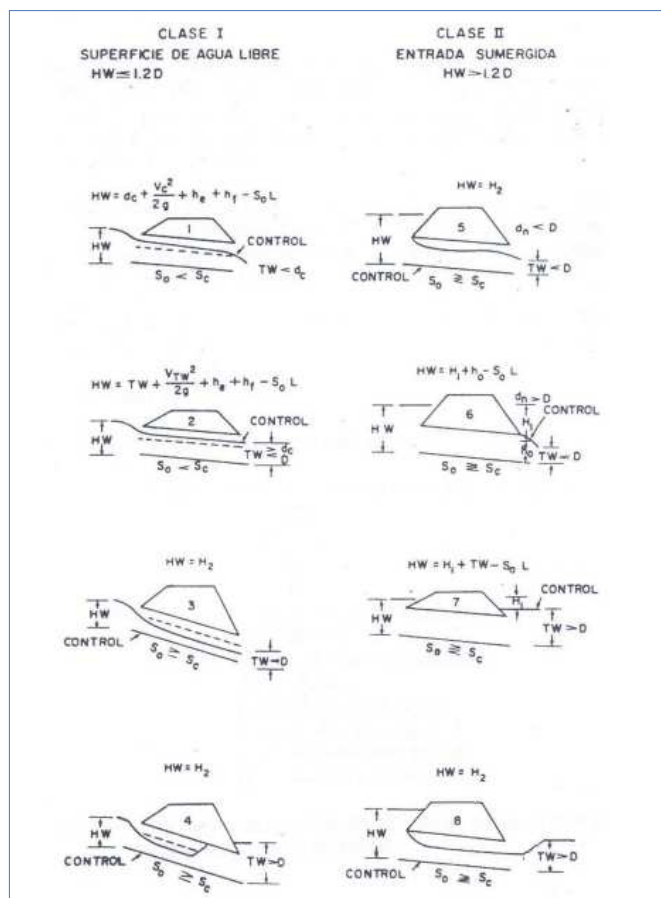 CLASE I
SUPERFICIE DE AGUA LIBRE
HW ≤ 1.2 D
HW = dc + Vc²/2g + he + hf − So L
1
HW
CONTROL
So < Sc
TW < dc
HW = TW + VTW²/2g + he + hf − So L
2
HW
CONTROL
TW ≥ dc
D
So < Sc
HW = H2
3
HW
CONTROL
So ≥ Sc
HW = H2
4
HW
CONTROL
So ≥ Sc
TW > D
CLASE II
ENTRADA SUMERGIDA
HW > 1.2 D
HW = H2
5
dn < D
HW
CONTROL
So ≷ Sc
TW < D
HW = H1 + ho − So L
dn > D
6
CONTROL
HW
H1
ho
So ≷ Sc
HW = H1 + TW − So L
7
CONTROL
H1
HW
TW > D
So ≷ Sc
HW = H2
8
HW
CONTROL
So ≷ Sc
TW > D